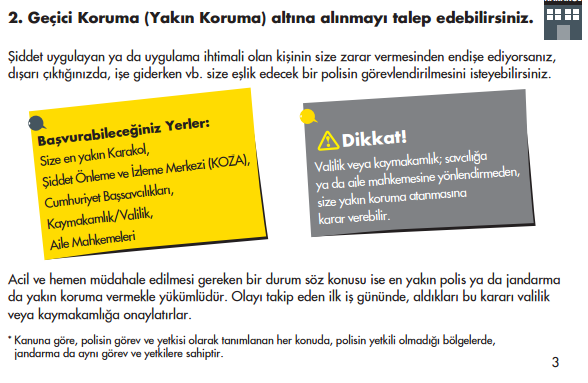 2. Geçici Koruma (Yakın Koruma) altına alınmayı talep edebilirsiniz.
Şiddet uygulayan ya da uygulama ihtimali olan kişinin size zarar vermesinden endişe ediyorsanız,
dışarı çıktığınızda, işe giderken vb. size eşlik edecek bir polisin görevlendirilmesini isteyebilirsiniz.
Başvurabileceğiniz Yerler:
Size en yakın Karakol,
Şiddet Önleme ve İzleme Merkezi (KOZA),
Cumhuriyet Başsavcılıkları,
Kaymakamlık/Valilik,
Aile Mahkemeleri
Dikkat!
Valilik veya kaymakamlık; savcılığa
ya da aile mahkemesine yönlendirmeden,
size yakın koruma atanmasına
karar verebilir.
Acil ve hemen müdahale edilmesi gereken bir durum söz konusu ise en yakın polis ya da jandarma
da yakın koruma vermekle yükümlüdür. Olayı takip eden ilk iş gününde, aldıkları bu kararı valilik
veya kaymakamlığa onaylatırlar.
* Kanuna göre, polisin görev ve yetkisi olarak tanımlanan her konuda, polisin yetkili olmadığı bölgelerde,
jandarma da aynı görev ve yetkilere sahiptir.
3